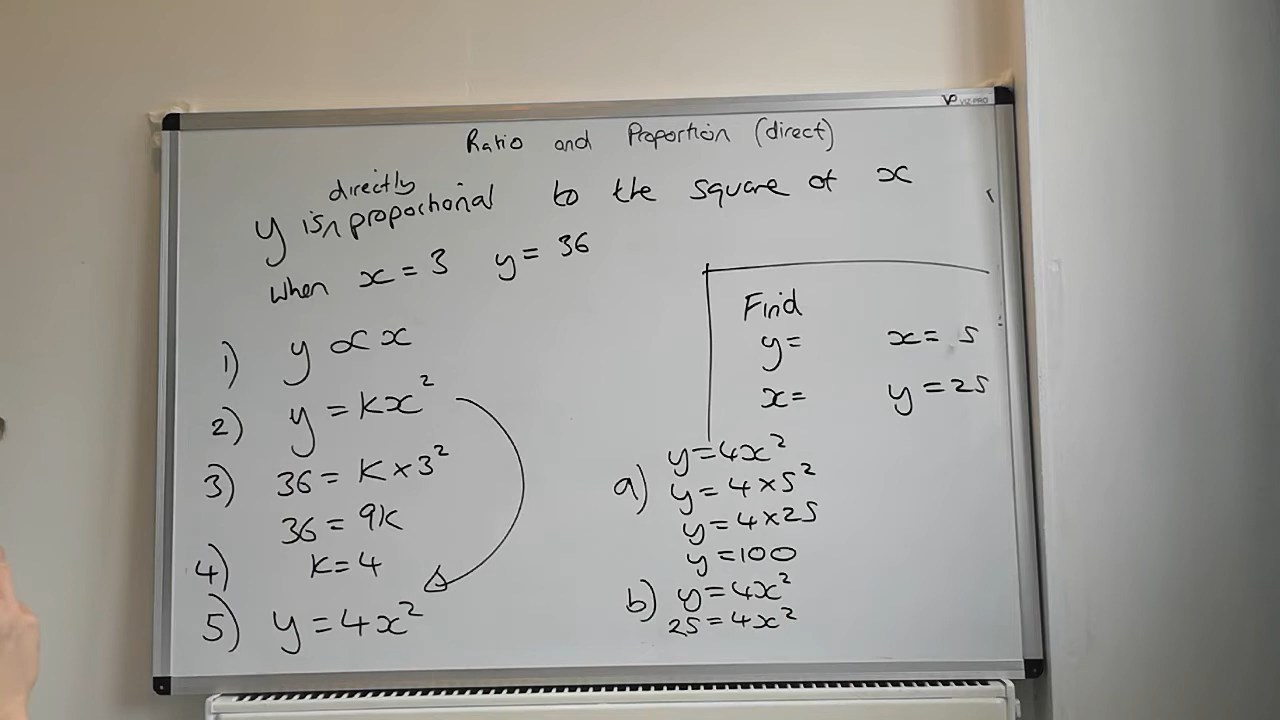 VIZ-PRO
Ratio and Proportion (direct)
directly
y is proportional to the square of x
When x = 3 y = 36
1) y ∝ x
2) y = kx²
3) 36 = k × 3²
36 = 9k
4) k = 4
5) y = 4x²
Find
y = x = 5
x = y = 25
y = 4x²
a) y = 4 × 5²
y = 4 × 25
y = 100
b) y = 4x²
25 = 4x²